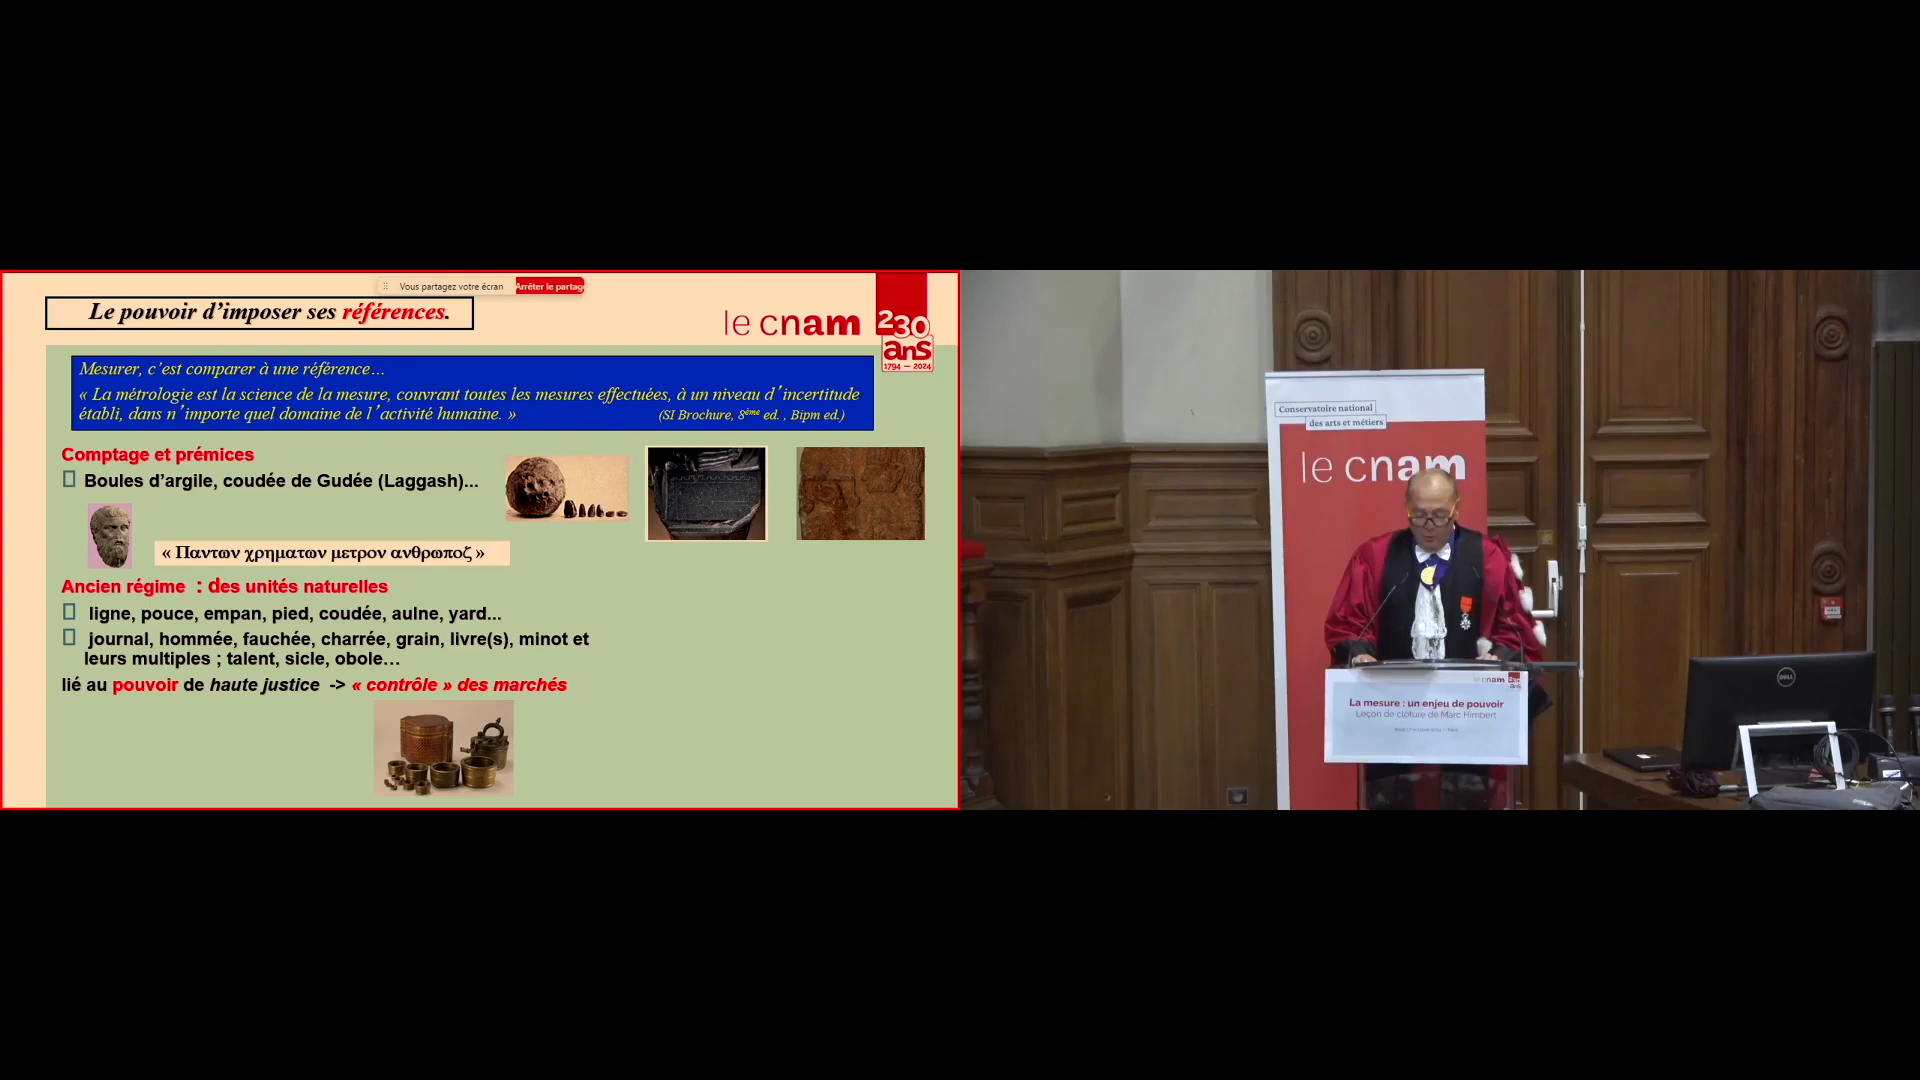 Vous partagez votre écran
Arrêter le partage
Le pouvoir d’imposer ses références.
le cnam
230
ans
1794 — 2024
Mesurer, c’est comparer à une référence…
« La métrologie est la science de la mesure, couvrant toutes les mesures effectuées, à un niveau d’incertitude
établi, dans n’importe quel domaine de l’activité humaine. »
(SI Brochure, 8ème ed. , Bipm ed.)
Comptage et prémices
Boules d’argile, coudée de Gudée (Laggash)...
« Παντων χρηματων μετρον ανθρωποζ »
Ancien régime : des unités naturelles
ligne, pouce, empan, pied, coudée, aulne, yard...
journal, hommée, fauchée, charrée, grain, livre(s), minot et
leurs multiples ; talent, sicle, obole…
lié au pouvoir de haute justice -> « contrôle » des marchés
Conservatoire national
des arts et métiers
le cnam
le cnam
La mesure : un enjeu de pouvoir
Leçon de clôture de Marc Himbert
DELL